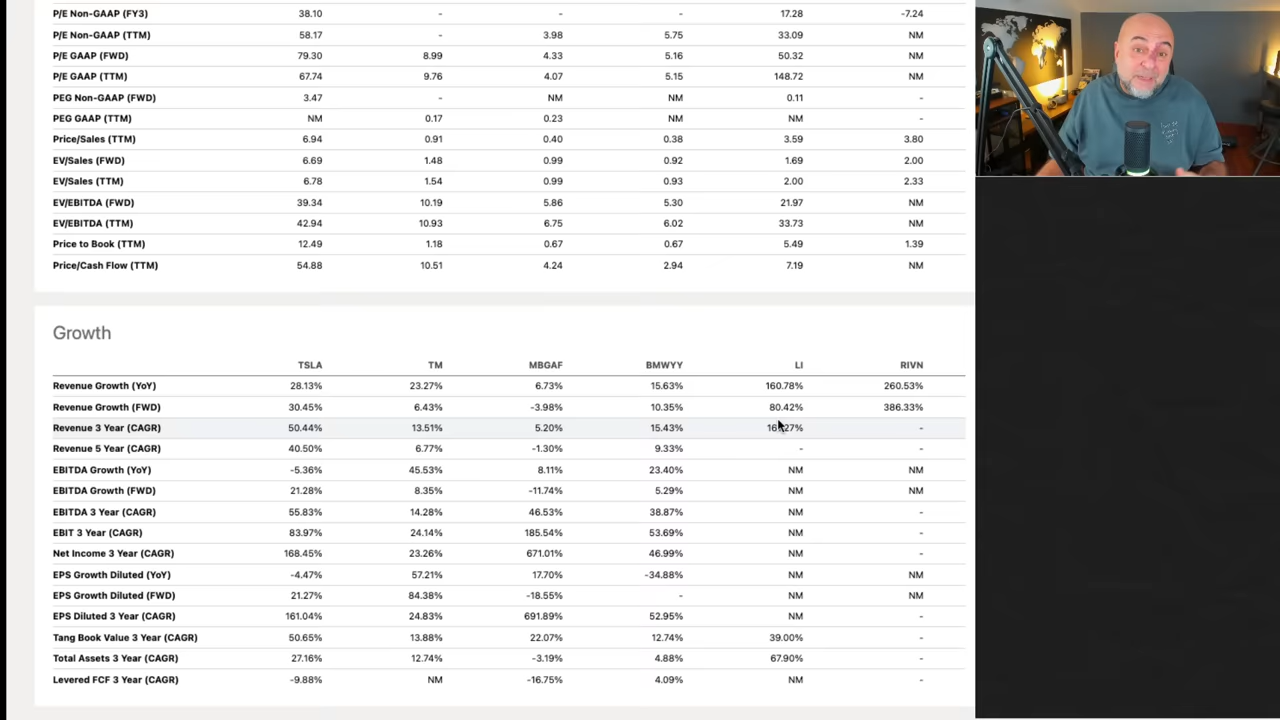 P/E Non-GAAP (FY3) 38.10 - - - 17.28 -7.24
P/E Non-GAAP (TTM) 58.17 - 3.98 5.75 33.09 NM
P/E GAAP (FWD) 79.30 8.99 4.33 5.16 50.32 NM
P/E GAAP (TTM) 67.74 9.76 4.07 5.15 148.72 NM
PEG Non-GAAP (FWD) 3.47 - NM NM 0.11 -
PEG GAAP (TTM) NM 0.17 0.23 NM NM -
Price/Sales (TTM) 6.94 0.91 0.40 0.38 3.59 3.80
EV/Sales (FWD) 6.69 1.48 0.99 0.92 1.69 2.00
EV/Sales (TTM) 6.78 1.54 0.99 0.93 2.00 2.33
EV/EBITDA (FWD) 39.34 10.19 5.86 5.30 21.97 NM
EV/EBITDA (TTM) 42.94 10.93 6.75 6.02 33.73 NM
Price to Book (TTM) 12.49 1.18 0.67 0.67 5.49 1.39
Price/Cash Flow (TTM) 54.88 10.51 4.24 2.94 7.19 NM
Growth
TSLA TM MBGAF BMWYY LI RIVN
Revenue Growth (YoY) 28.13% 23.27% 6.73% 15.63% 160.78% 260.53%
Revenue Growth (FWD) 30.45% 6.43% -3.98% 10.35% 80.42% 386.33%
Revenue 3 Year (CAGR) 50.44% 13.51% 5.20% 15.43% -
Revenue 5 Year (CAGR) 40.50% 6.77% -1.30% 9.33% - -
EBITDA Growth (YoY) -5.36% 45.53% 8.11% 23.40% NM NM
EBITDA Growth (FWD) 21.28% 8.35% -11.74% 5.29% NM NM
EBITDA 3 Year (CAGR) 55.83% 14.28% 46.53% 38.87% NM -
EBIT 3 Year (CAGR) 83.97% 24.14% 185.54% 53.69% NM -
Net Income 3 Year (CAGR) 168.45% 23.26% 671.01% 46.99% NM -
EPS Growth Diluted (YoY) -4.47% 57.21% 17.70% -34.88% NM NM
EPS Growth Diluted (FWD) 21.27% 84.38% -18.55% - NM NM
EPS Diluted 3 Year (CAGR) 161.04% 24.83% 691.89% 52.95% NM -
Tang Book Value 3 Year (CAGR) 50.65% 13.88% 22.07% 12.74% 39.00% -
Total Assets 3 Year (CAGR) 27.16% 12.74% -3.19% 4.88% 67.90% -
Levered FCF 3 Year (CAGR) -9.88% NM -16.75% 4.09% NM -